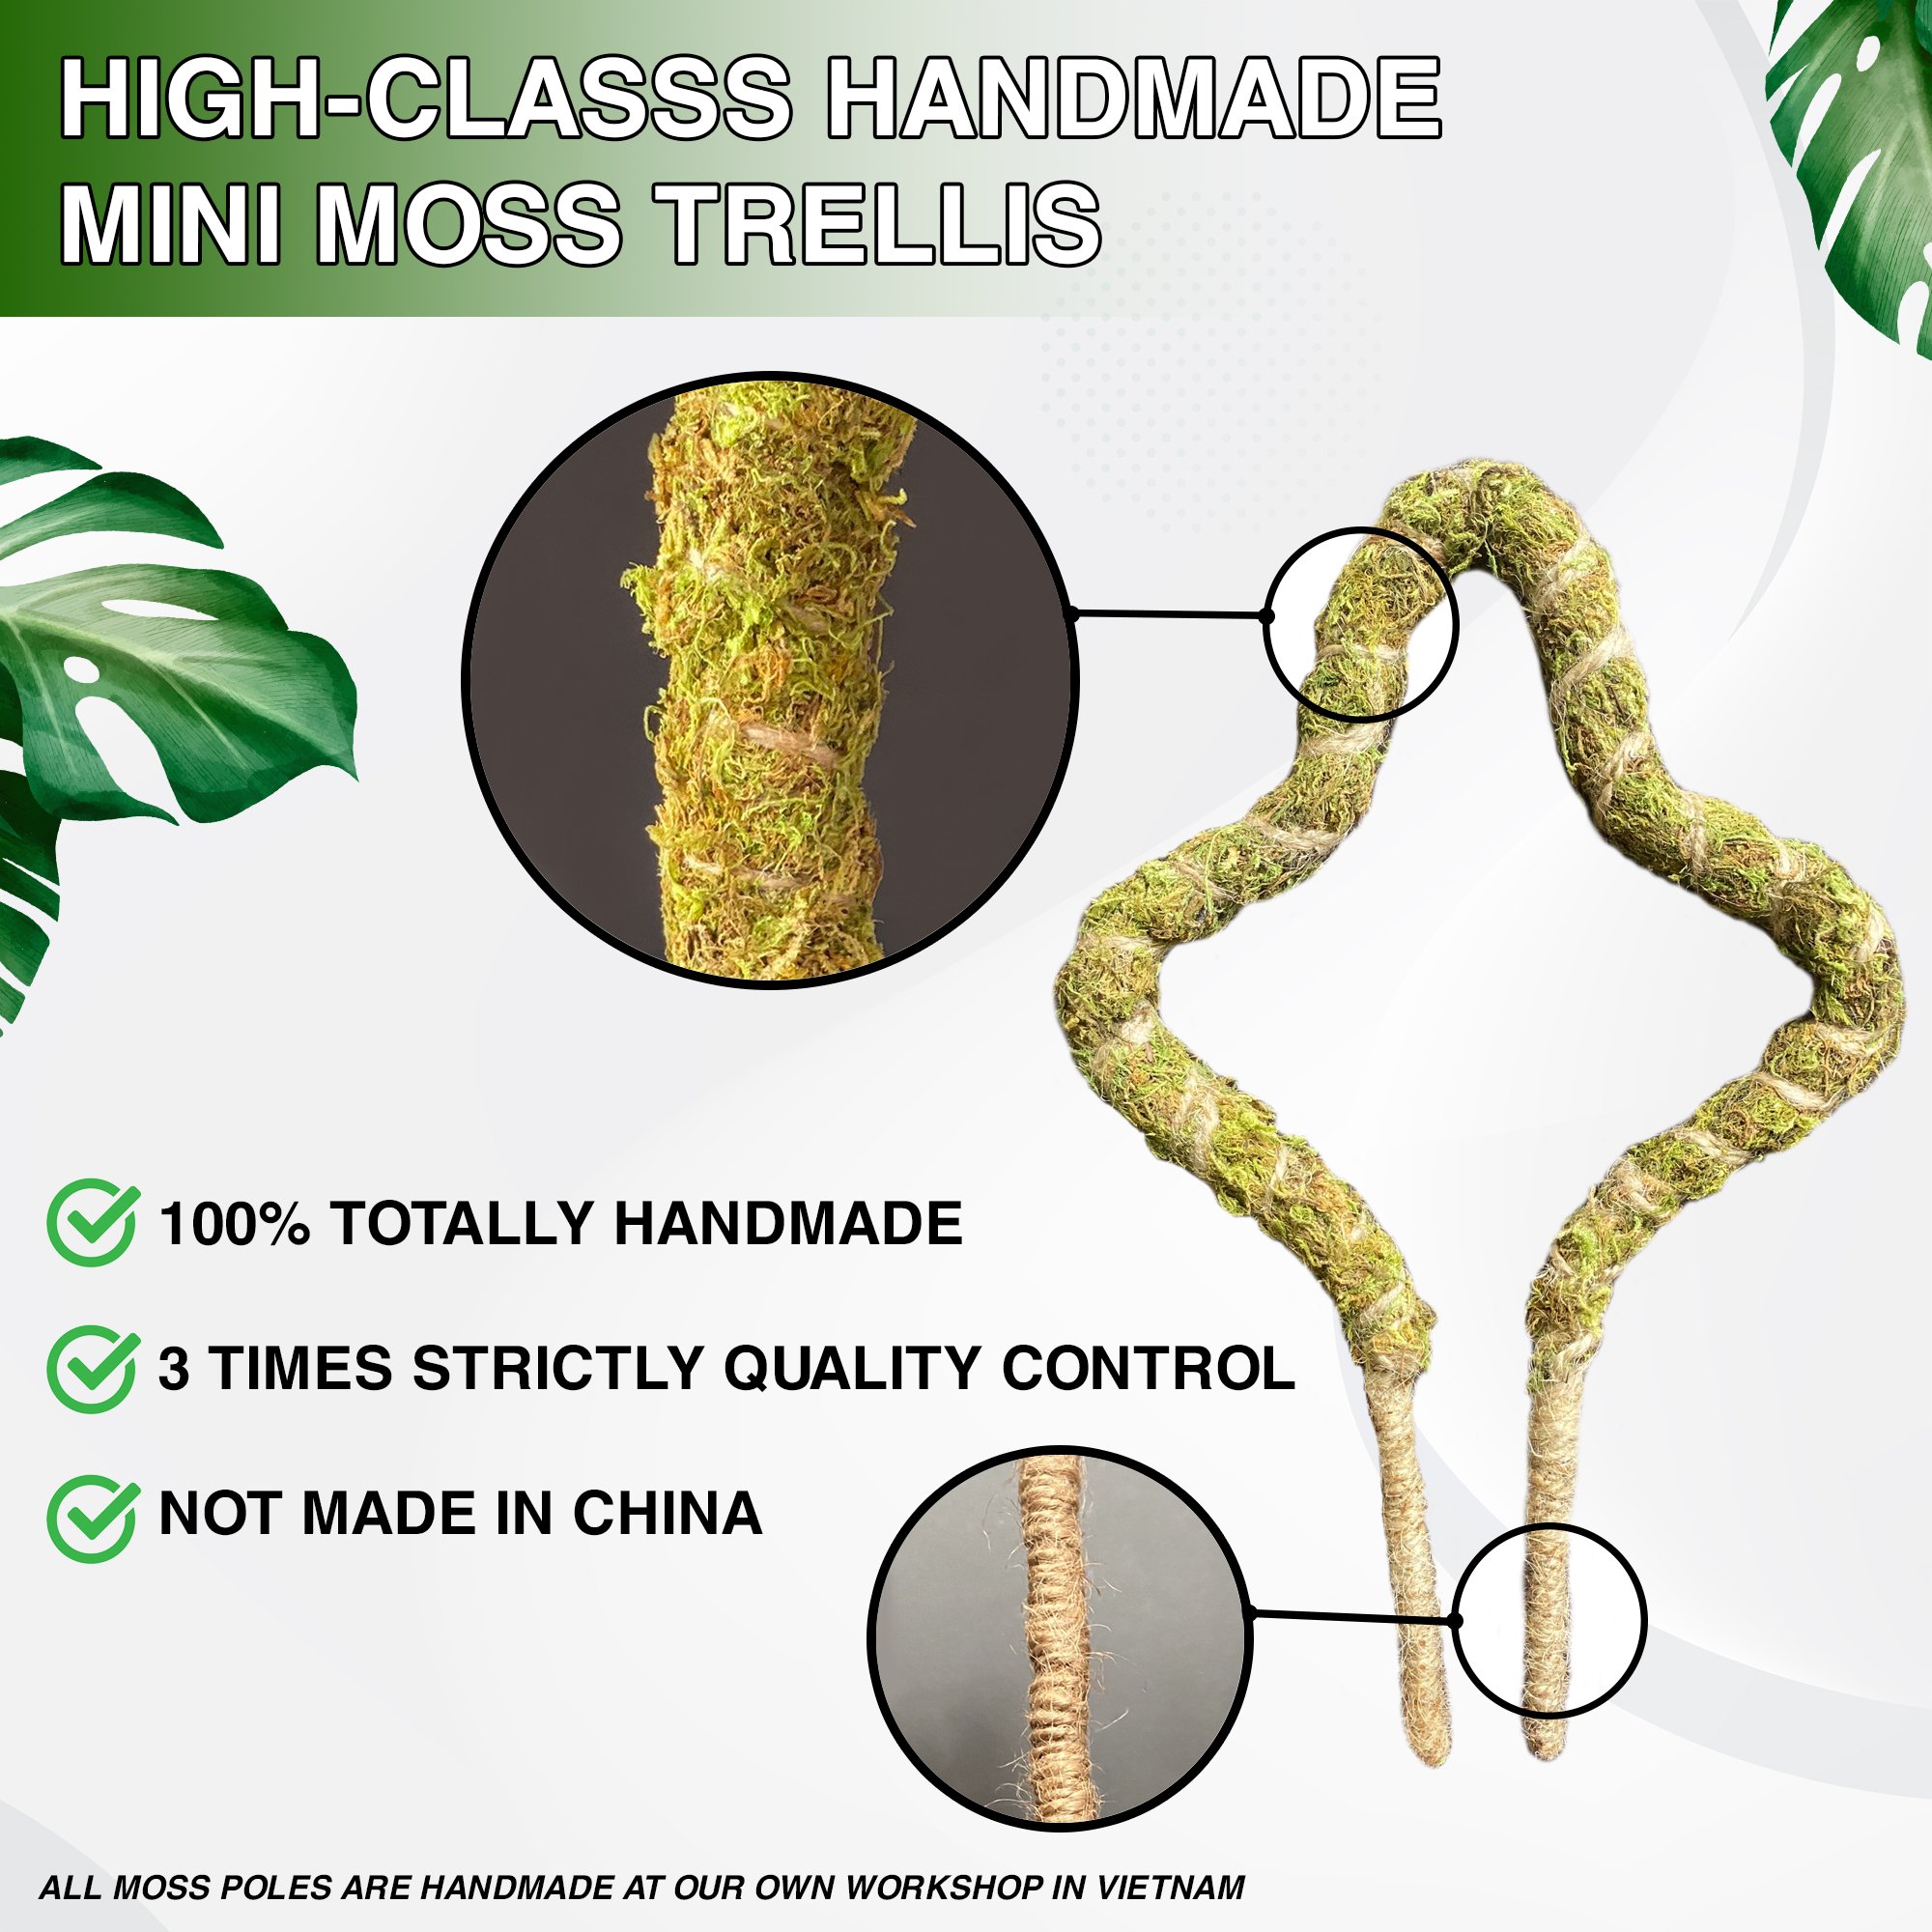 HIGH-CLASSS HANDMADE
MINI MOSS TRELLIS
100% TOTALLY HANDMADE
3 TIMES STRICTLY QUALITY CONTROL
NOT MADE IN CHINA
ALL MOSS POLES ARE HANDMADE AT OUR OWN WORKSHOP IN VIETNAM